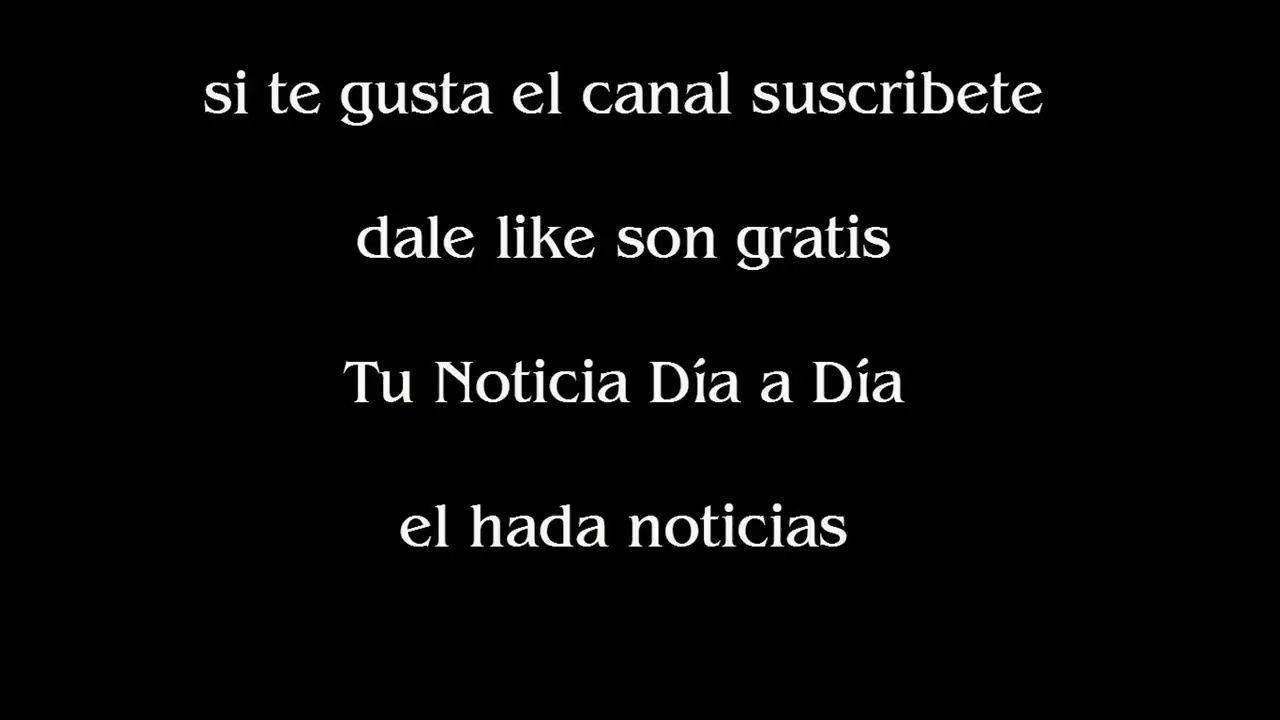 si te gusta el canal suscribete
dale like son gratis
Tu Noticia Día a Día
el hada noticias